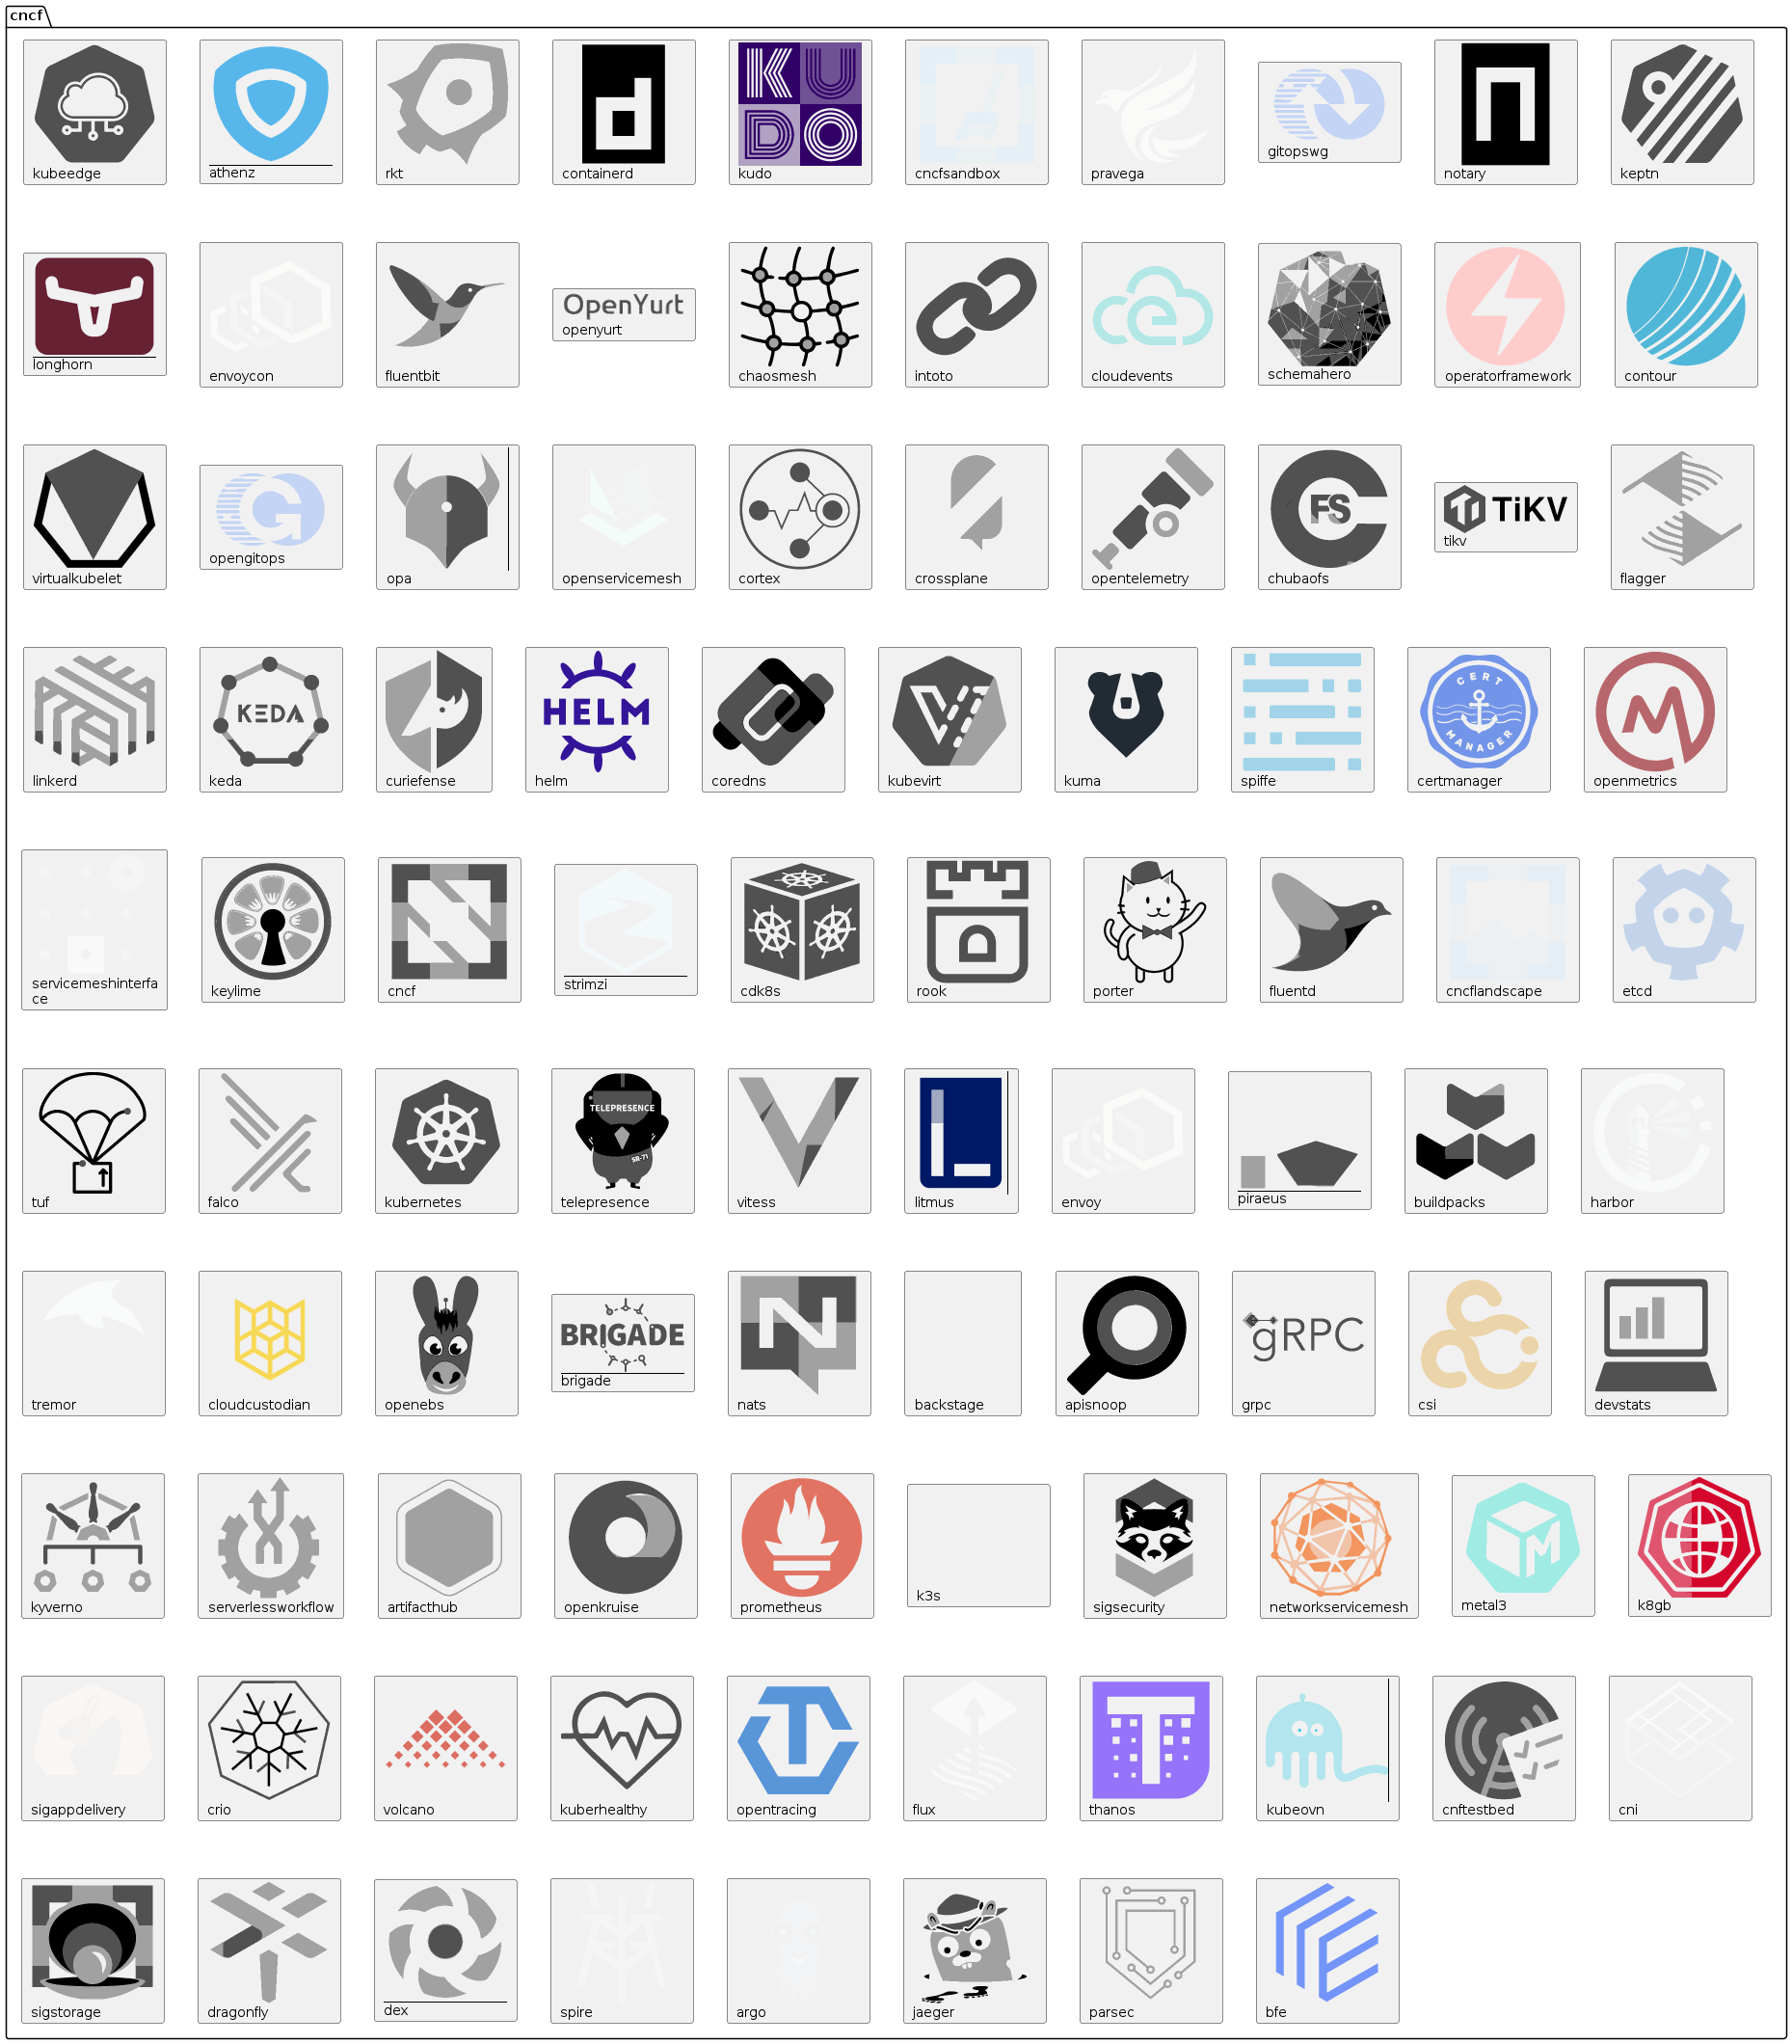 cncf
kubeedge
athenz
rkt
containerd
KU
DO
kudo
cncfsandbox
pravega
gitopswg
notary
keptn
longhorn
envoycon
fluentbit
OpenYurt
openyurt
chaosmesh
intoto
cloudevents
schemahero
operatorframework
contour
virtualkubelet
opengitops
opa
openservicemesh
cortex
crossplane
opentelemetry
FS
chubaofs
TiKV
tikv
flagger
linkerd
KEDA
keda
curiefense
HELM
helm
coredns
kubevirt
kuma
spiffe
CERT
MANAGER
certmanager
openmetrics
servicemeshinterfa
ce
keylime
cncf
strimzi
cdk8s
rook
porter
fluentd
cncflandscape
etcd
tuf
falco
kubernetes
TELEPRESENCE
SR-71
telepresence
vitess
litmus
envoy
piraeus
buildpacks
harbor
tremor
cloudcustodian
openebs
BRIGADE
brigade
N
nats
backstage
apisnoop
gRPC
grpc
csi
devstats
kyverno
serverlessworkflow
artifacthub
openkruise
prometheus
k3s
sigsecurity
networkservicemesh
M
metal3
k8gb
sigappdelivery
crio
volcano
kuberhealthy
opentracing
flux
T
thanos
kubeovn
cnftestbed
cni
sigstorage
dragonfly
dex
spire
argo
jaeger
parsec
bfe